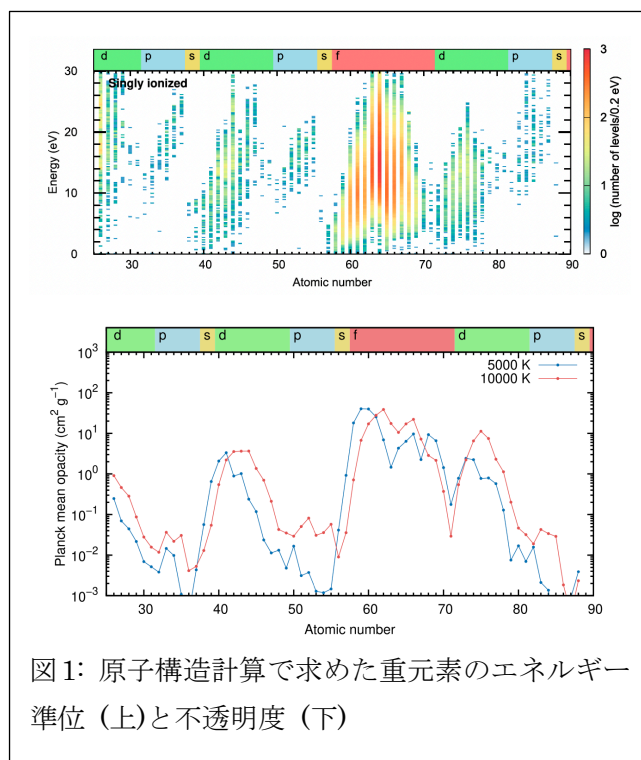 d p s d p s f d p s
Singly ionized
30
20
10
0
Energy (eV)
30 40 50 60 70 80 90
Atomic number
3
2
1
0
log (number of levels/0.2 eV)
d p s d p s f d p s
5000 K
10000 K
10³
10²
10¹
10⁰
10⁻¹
10⁻²
10⁻³
Planck mean opacity (cm² g⁻¹)
30 40 50 60 70 80 90
Atomic number
図1: 原子構造計算で求めた重元素のエネルギー
準位 (上)と不透明度 (下)